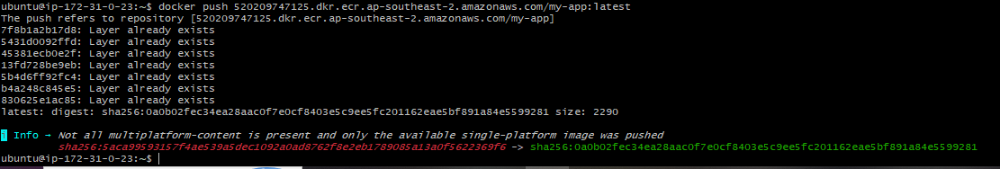 ubuntu@ip-172-31-0-23:~$ docker push 520209747125.dkr.ecr.ap-southeast-2.amazonaws.com/my-app:latest
The push refers to repository [520209747125.dkr.ecr.ap-southeast-2.amazonaws.com/my-app]
7f8b1a2b17d8: Layer already exists
5431d0092ffd: Layer already exists
45381ecb0e2f: Layer already exists
13fd728be9eb: Layer already exists
5b4d6ff92fc4: Layer already exists
b4a248c845e5: Layer already exists
830625e1ac85: Layer already exists
latest: digest: sha256:0a0b02fec34ea28aac0f7e0cf8403e5c9ee5fc201162eae5bf891a84e5599281 size: 2290
i Info → Not all multiplatform-content is present and only the available single-platform image was pushed
sha256:5aca99593157f4ae539a5dec1092a0ad8762f8e2eb1789085a13a0f5622369f6 -> sha256:0a0b02fec34ea28aac0f7e0cf8403e5c9ee5fc201162eae5bf891a84e5599281
ubuntu@ip-172-31-0-23:~$